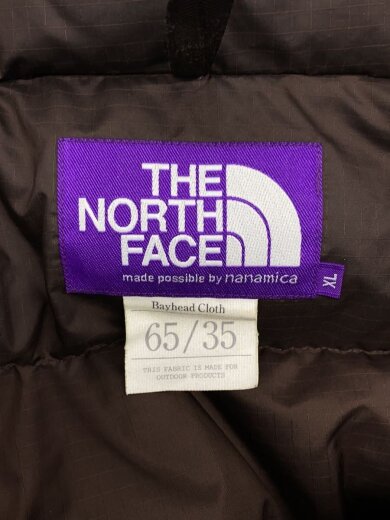 THE
NORTH
FACE
made possible by nanamica
XL
Bayhead Cloth
65/35
THIS FABRIC IS MADE FOR
OUTDOOR PRODUCTS